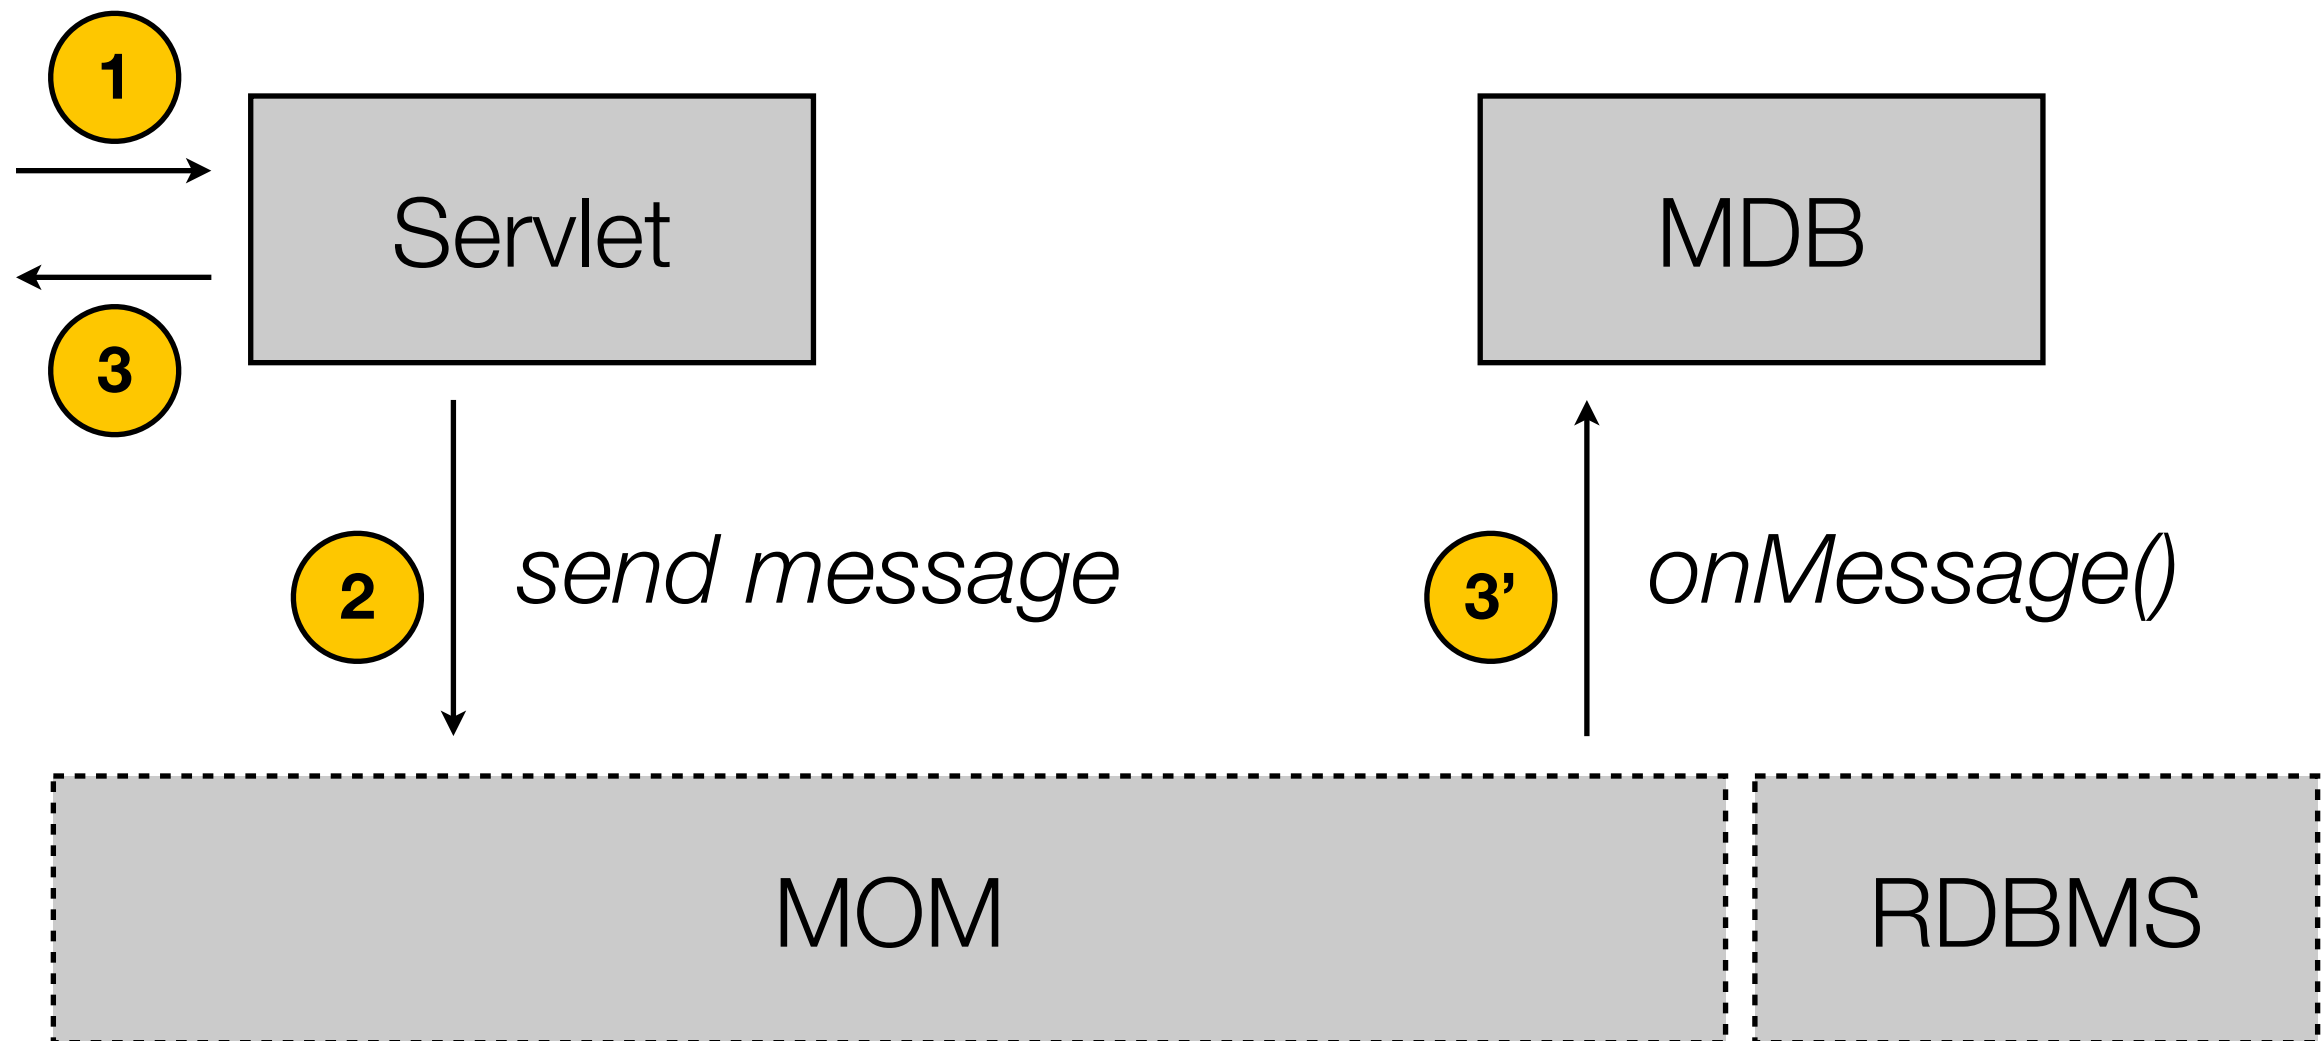 1
Servlet
MDB
3
2
send message
3’
onMessage()
MOM
RDBMS